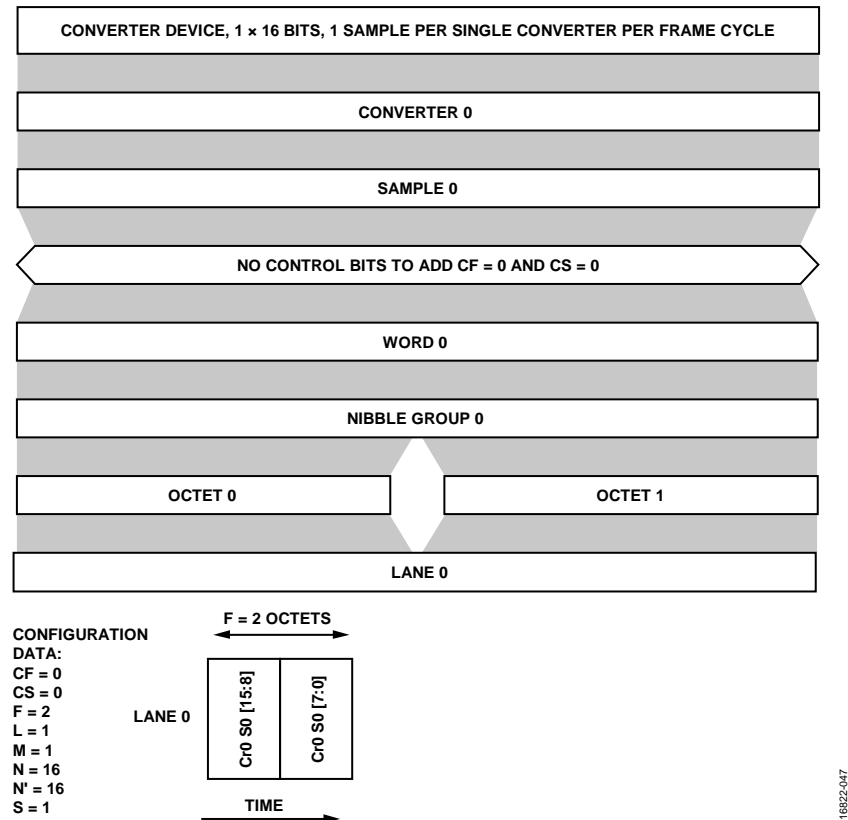 CONVERTER DEVICE, 1 × 16 BITS, 1 SAMPLE PER SINGLE CONVERTER PER FRAME CYCLE
CONVERTER 0
SAMPLE 0
NO CONTROL BITS TO ADD CF = 0 AND CS = 0
WORD 0
NIBBLE GROUP 0
OCTET 0
OCTET 1
LANE 0
CONFIGURATION
DATA:
CF = 0
CS = 0
F = 2
L = 1
M = 1
N = 16
N' = 16
S = 1
F = 2 OCTETS
LANE 0
Cr0 S0 [15:8]
Cr0 S0 [7:0]
TIME
16822-047